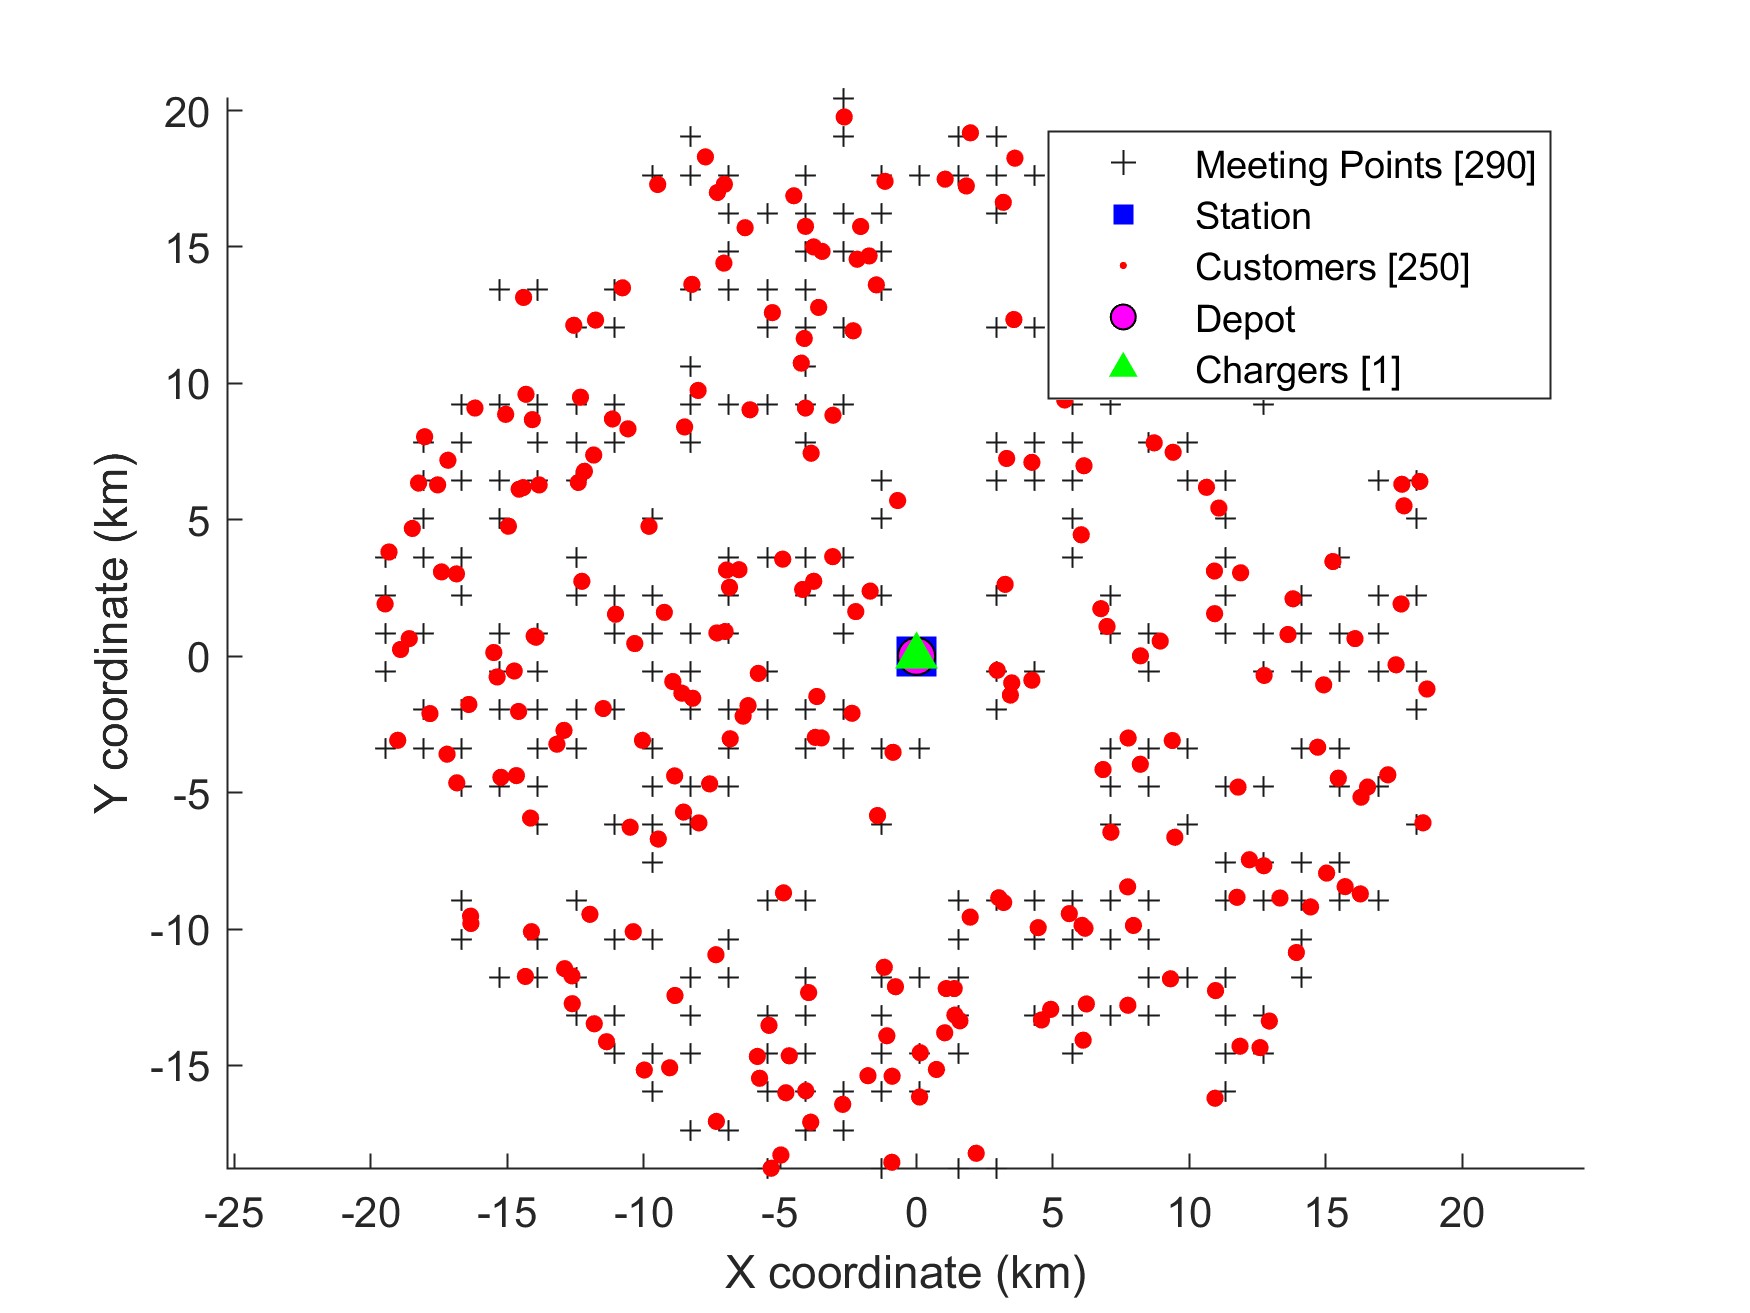 20
15
10
5
0
-5
-10
-15
Y coordinate (km)
Meeting Points [290]
Station
Customers [250]
Depot
Chargers [1]
-25 -20 -15 -10 -5 0 5 10 15 20
X coordinate (km)